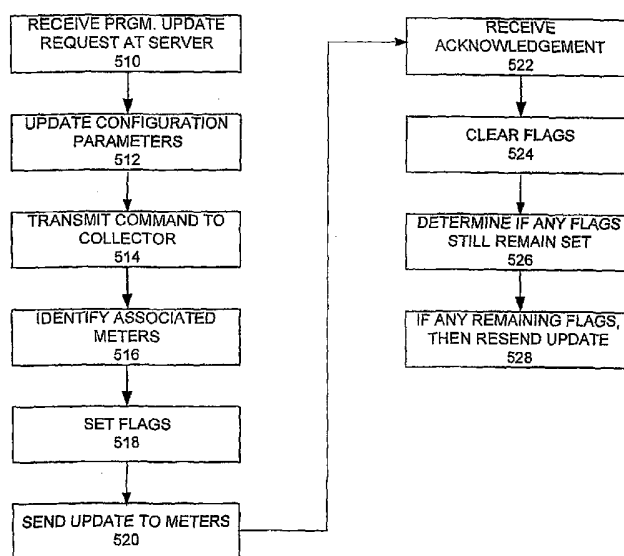 RECEIVE PRGM. UPDATE
REQUEST AT SERVER
510
UPDATE CONFIGURATION
PARAMETERS
512
TRANSMIT COMMAND TO
COLLECTOR
514
IDENTIFY ASSOCIATED
METERS
516
SET FLAGS
518
SEND UPDATE TO METERS
520
RECEIVE
ACKNOWLEDGEMENT
522
CLEAR FLAGS
524
DETERMINE IF ANY FLAGS
STILL REMAIN SET
526
IF ANY REMAINING FLAGS,
THEN RESEND UPDATE
528